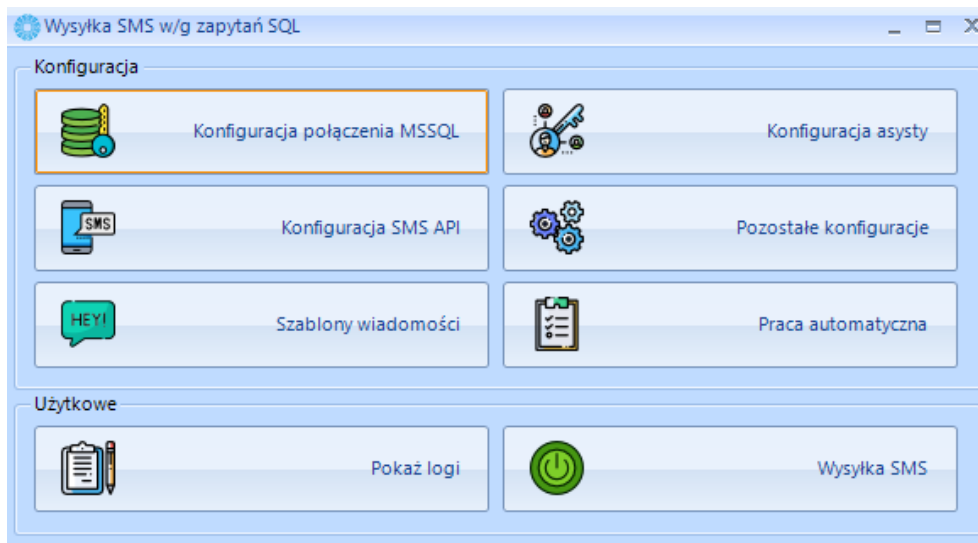 Wysyłka SMS w/g zapytań SQL
Konfiguracja
Konfiguracja połączenia MSSQL
Konfiguracja asysty
SMS
Konfiguracja SMS API
Pozostałe konfiguracje
HEY!
Szablony wiadomości
Praca automatyczna
Użytkowe
Pokaż logi
Wysyłka SMS